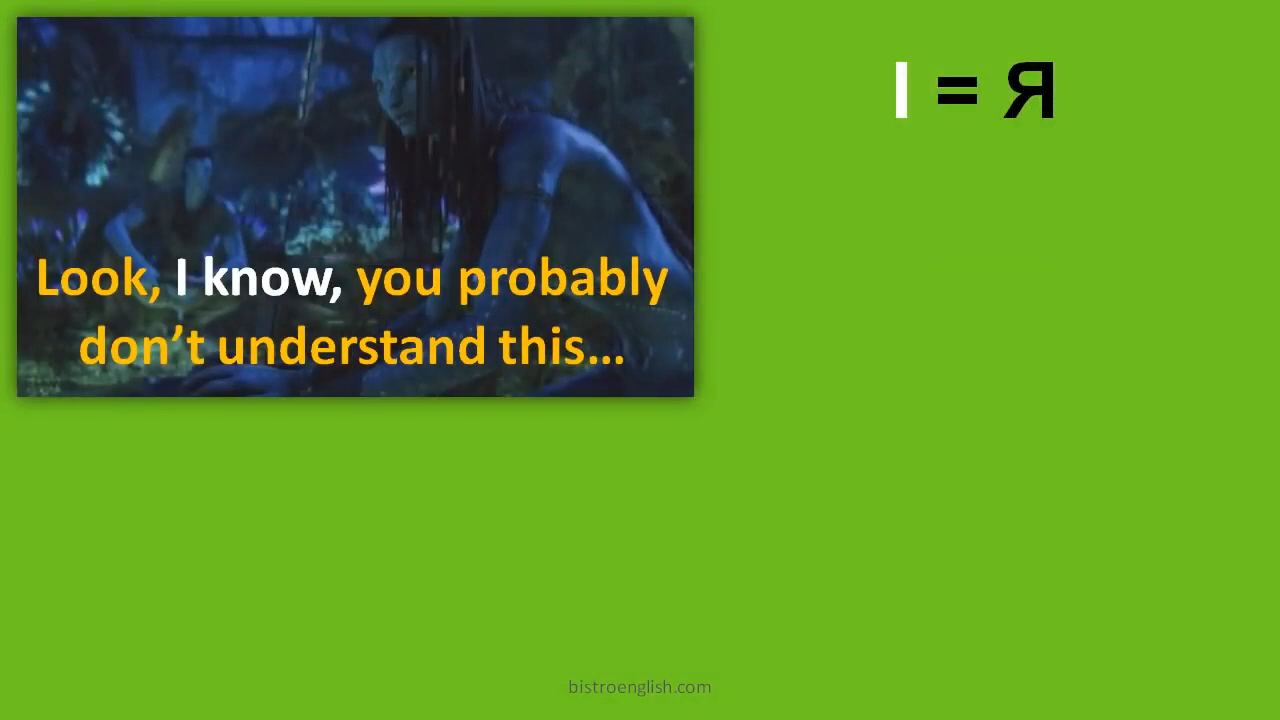 Look, I know, you probably
don’t understand this…
I = Я
bistroenglish.com